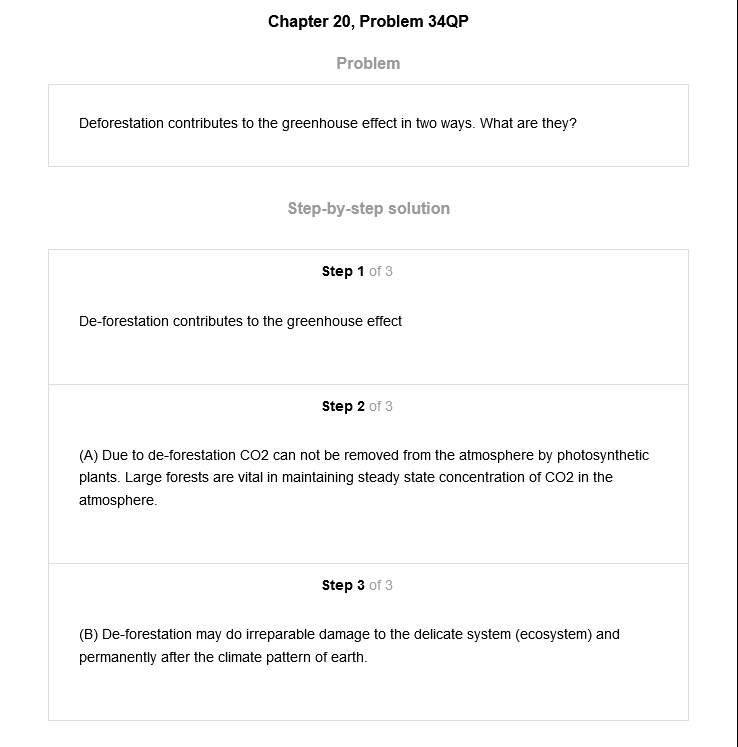 Chapter 20, Problem 34QP
Problem
Deforestation contributes to the greenhouse effect in two ways. What are they?
Step-by-step solution
Step 1 of 3
De-forestation contributes to the greenhouse effect
Step 2 of 3
(A) Due to de-forestation CO2 can not be removed from the atmosphere by photosynthetic
plants. Large forests are vital in maintaining steady state concentration of CO2 in the
atmosphere.
Step 3 of 3
(B) De-forestation may do irreparable damage to the delicate system (ecosystem) and
permanently after the climate pattern of earth.